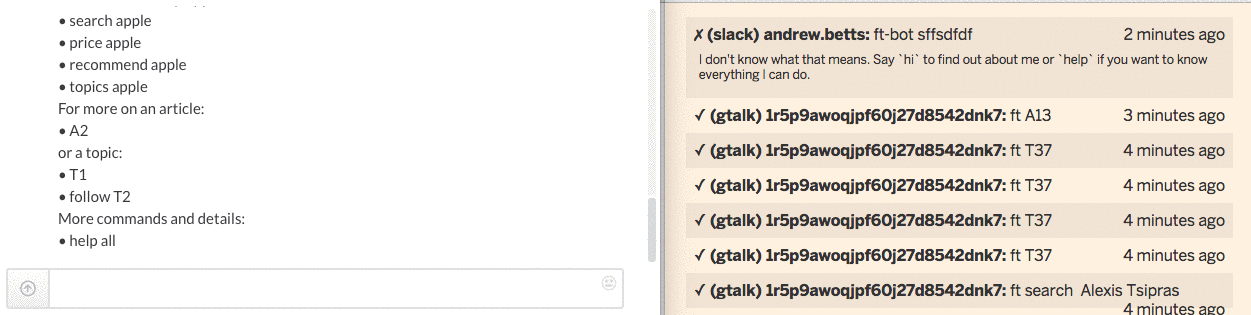 • search apple
• price apple
• recommend apple
• topics apple
For more on an article:
• A2
or a topic:
• T1
• follow T2
More commands and details:
• help all
✗ (slack) andrew.betts: ft-bot sffsdfdf 2 minutes ago
I don't know what that means. Say `hi` to find out about me or `help` if you want to know
everything I can do.
✓ (gtalk) 1r5p9awoqjpf60j27d8542dnk7: ft A13 3 minutes ago
✓ (gtalk) 1r5p9awoqjpf60j27d8542dnk7: ft T37 4 minutes ago
✓ (gtalk) 1r5p9awoqjpf60j27d8542dnk7: ft T37 4 minutes ago
✓ (gtalk) 1r5p9awoqjpf60j27d8542dnk7: ft T37 4 minutes ago
✓ (gtalk) 1r5p9awoqjpf60j27d8542dnk7: ft T37 4 minutes ago
✓ (gtalk) 1r5p9awoqjpf60j27d8542dnk7: ft search Alexis Tsipras
4 minutes ago